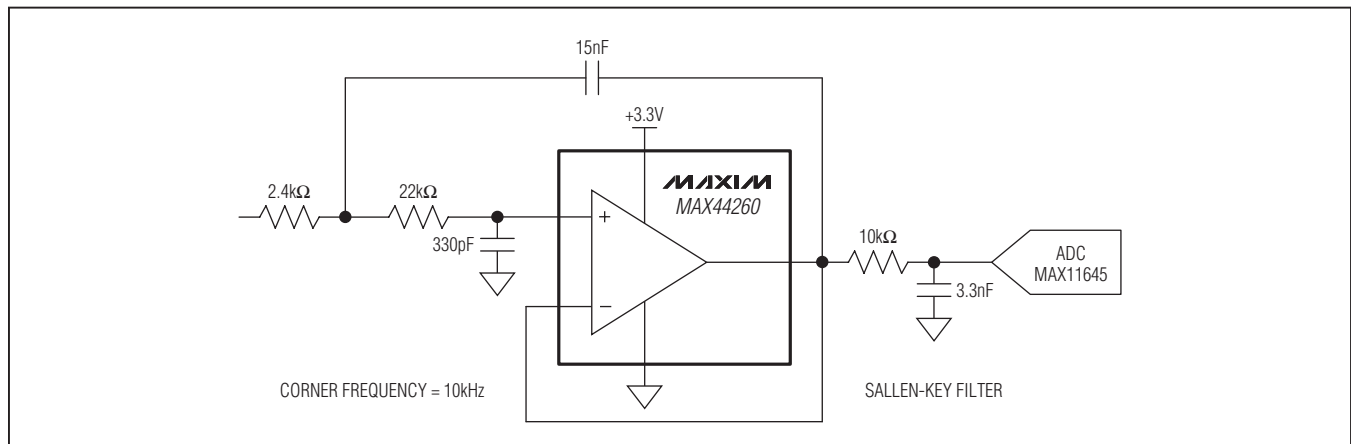 15nF
+3.3V
2.4kΩ
22kΩ
330pF
+
−
MAXIM
MAX44260
10kΩ
3.3nF
ADC
MAX11645
CORNER FREQUENCY = 10kHz
SALLEN-KEY FILTER